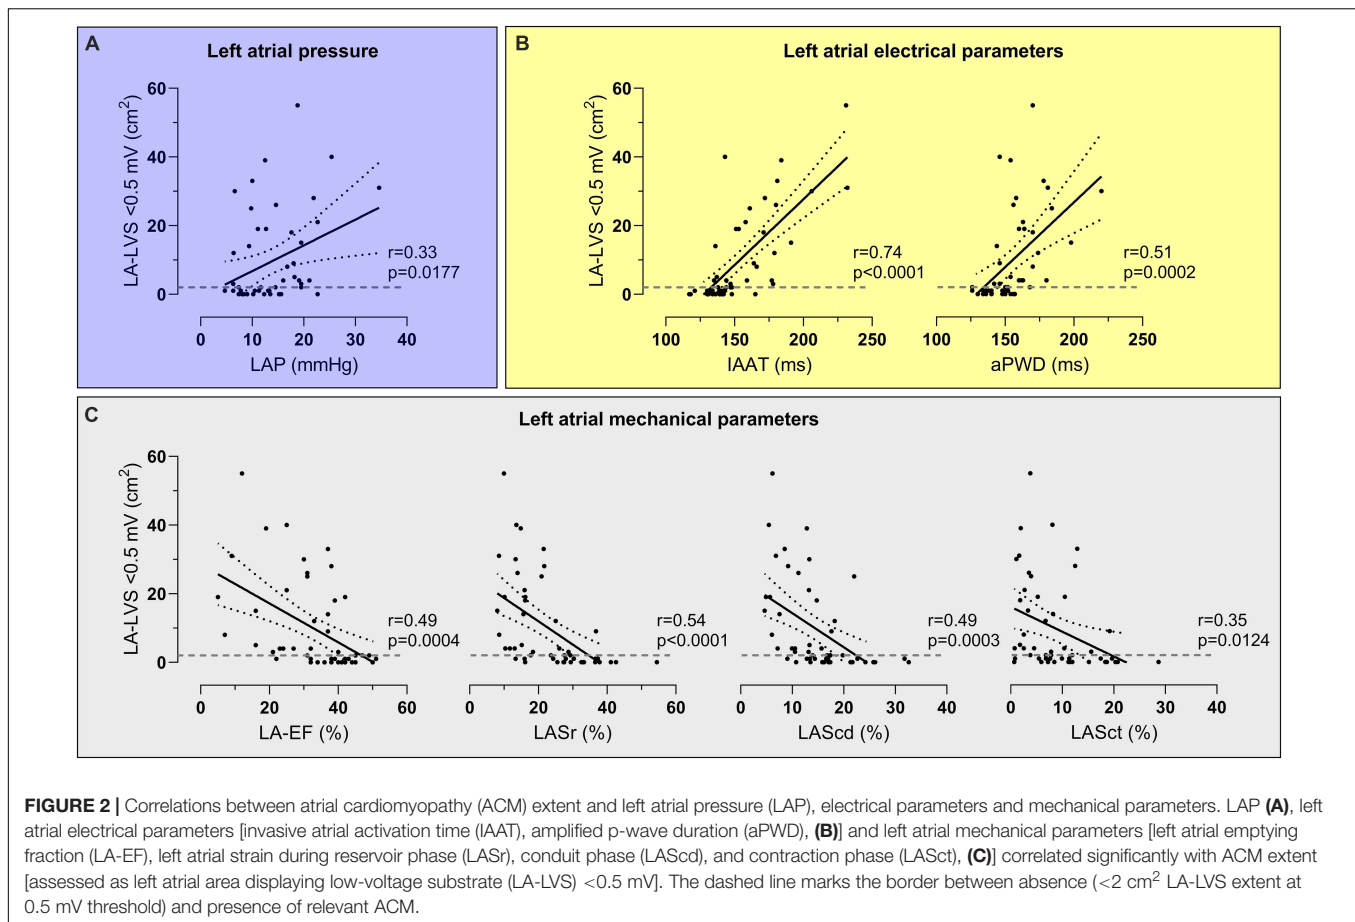 A
Left atrial pressure
LA-LVS <0.5 mV (cm²)
60
40
20
0
r=0.33
p=0.0177
0 10 20 30 40
LAP (mmHg)
B
Left atrial electrical parameters
LA-LVS <0.5 mV (cm²)
60
40
20
0
r=0.74
p<0.0001
100 150 200 250
IAAT (ms)
r=0.51
p=0.0002
100 150 200 250
aPWD (ms)
C
Left atrial mechanical parameters
LA-LVS <0.5 mV (cm²)
60
40
20
0
r=0.49
p=0.0004
0 20 40 60
LA-EF (%)
r=0.54
p<0.0001
0 20 40 60
LASr (%)
r=0.49
p=0.0003
0 10 20 30 40
LAScd (%)
r=0.35
p=0.0124
0 10 20 30 40
LASct (%)
FIGURE 2 | Correlations between atrial cardiomyopathy (ACM) extent and left atrial pressure (LAP), electrical parameters and mechanical parameters. LAP (A), left
atrial electrical parameters [invasive atrial activation time (IAAT), amplified p-wave duration (aPWD), (B)] and left atrial mechanical parameters [left atrial emptying
fraction (LA-EF), left atrial strain during reservoir phase (LASr), conduit phase (LAScd), and contraction phase (LASct), (C)] correlated significantly with ACM extent
[assessed as left atrial area displaying low-voltage substrate (LA-LVS) <0.5 mV]. The dashed line marks the border between absence (<2 cm² LA-LVS extent at
0.5 mV threshold) and presence of relevant ACM.